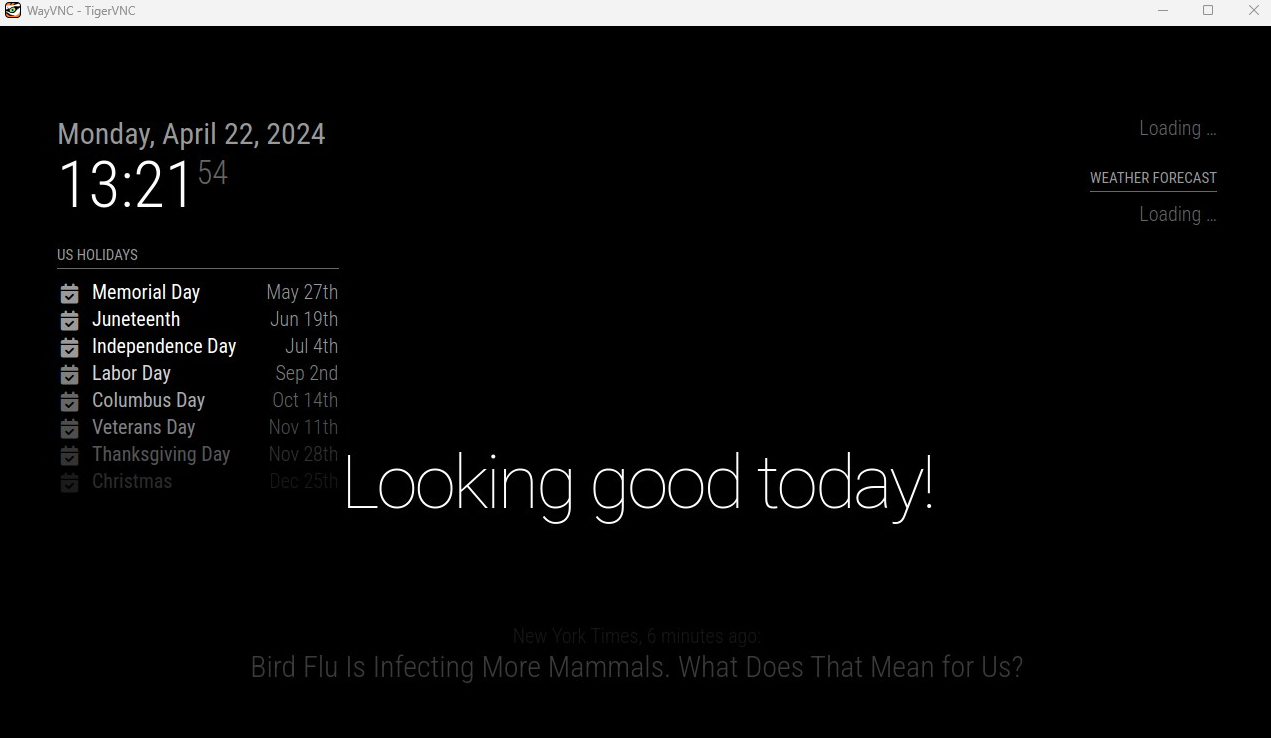 WayVNC - TigerVNC
Monday, April 22, 2024
13:21 54
US HOLIDAYS
Memorial Day May 27th
Juneteenth Jun 19th
Independence Day Jul 4th
Labor Day Sep 2nd
Columbus Day Oct 14th
Veterans Day Nov 11th
Thanksgiving Day Nov 28th
Christmas Dec 25th
Loading ...
WEATHER FORECAST
Loading ...
Looking good today!
New York Times, 6 minutes ago:
Bird Flu Is Infecting More Mammals. What Does That Mean for Us?